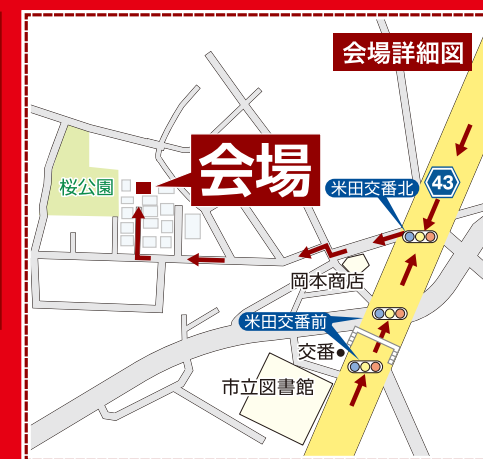 会場詳細図
会場
桜公園
米田交番北
43
岡本商店
米田交番前
交番
市立図書館